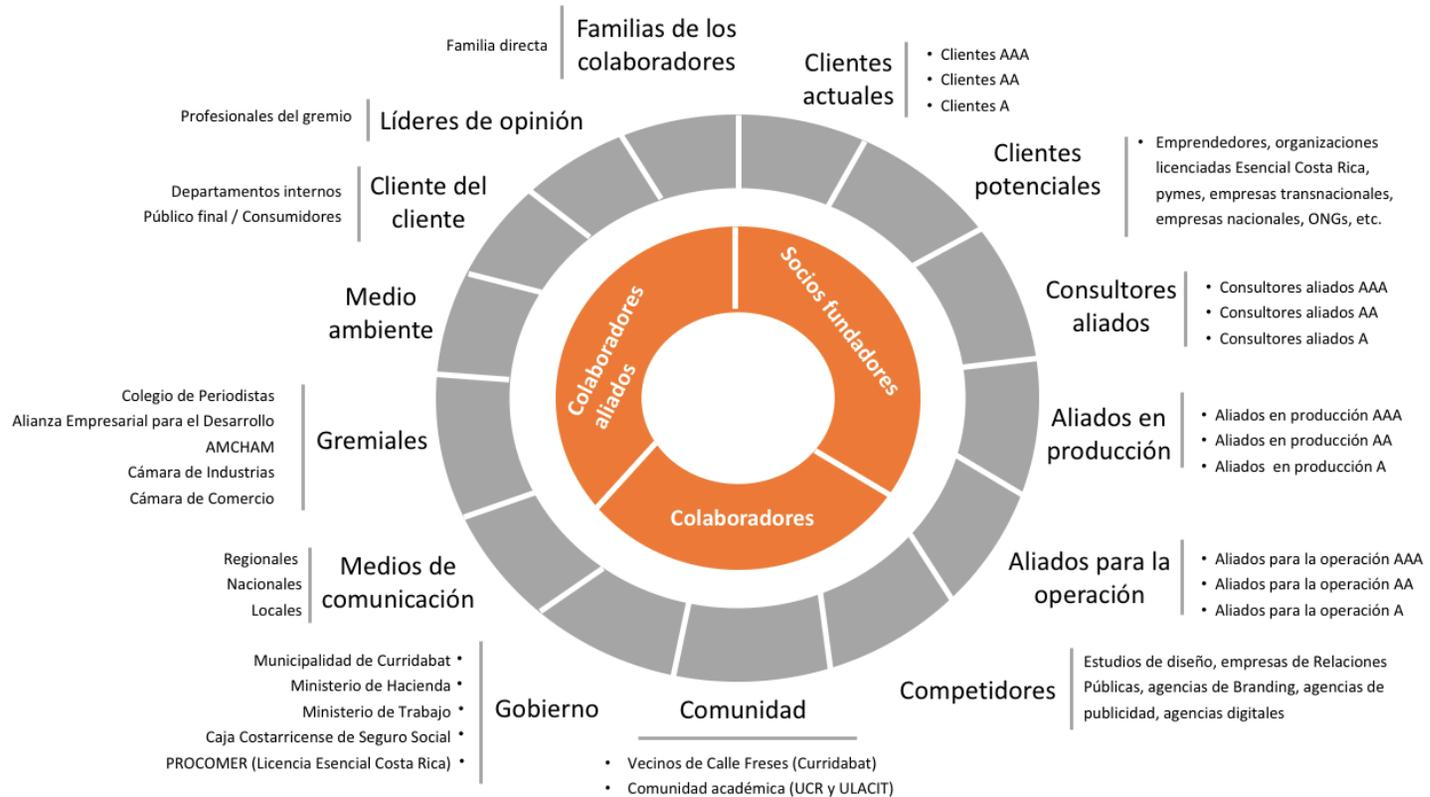 Familia directa
Familias de los
colaboradores
Clientes
actuales
• Clientes AAA
• Clientes AA
• Clientes A
Profesionales del gremio
Líderes de opinión
Clientes
potenciales
• Emprendedores, organizaciones
licenciadas Esencial Costa Rica,
pymes, empresas transnacionales,
empresas nacionales, ONGs, etc.
Departamentos internos
Público final / Consumidores
Cliente del
cliente
Medio
ambiente
Consultores
aliados
• Consultores aliados AAA
• Consultores aliados AA
• Consultores aliados A
Socios fundadores
Colaboradores
aliados
Colaboradores
Colegio de Periodistas
Alianza Empresarial para el Desarrollo
AMCHAM
Cámara de Industrias
Cámara de Comercio
Gremiales
Aliados en
producción
• Aliados en producción AAA
• Aliados en producción AA
• Aliados en producción A
Regionales
Nacionales
Locales
Medios de
comunicación
Aliados para la
operación
• Aliados para la operación AAA
• Aliados para la operación AA
• Aliados para la operación A
Municipalidad de Curridabat •
Ministerio de Hacienda •
Ministerio de Trabajo •
Caja Costarricense de Seguro Social •
PROCOMER (Licencia Esencial Costa Rica) •
Gobierno
Comunidad
• Vecinos de Calle Freses (Curridabat)
• Comunidad académica (UCR y ULACIT)
Competidores
Estudios de diseño, empresas de Relaciones
Públicas, agencias de Branding, agencias de
publicidad, agencias digitales